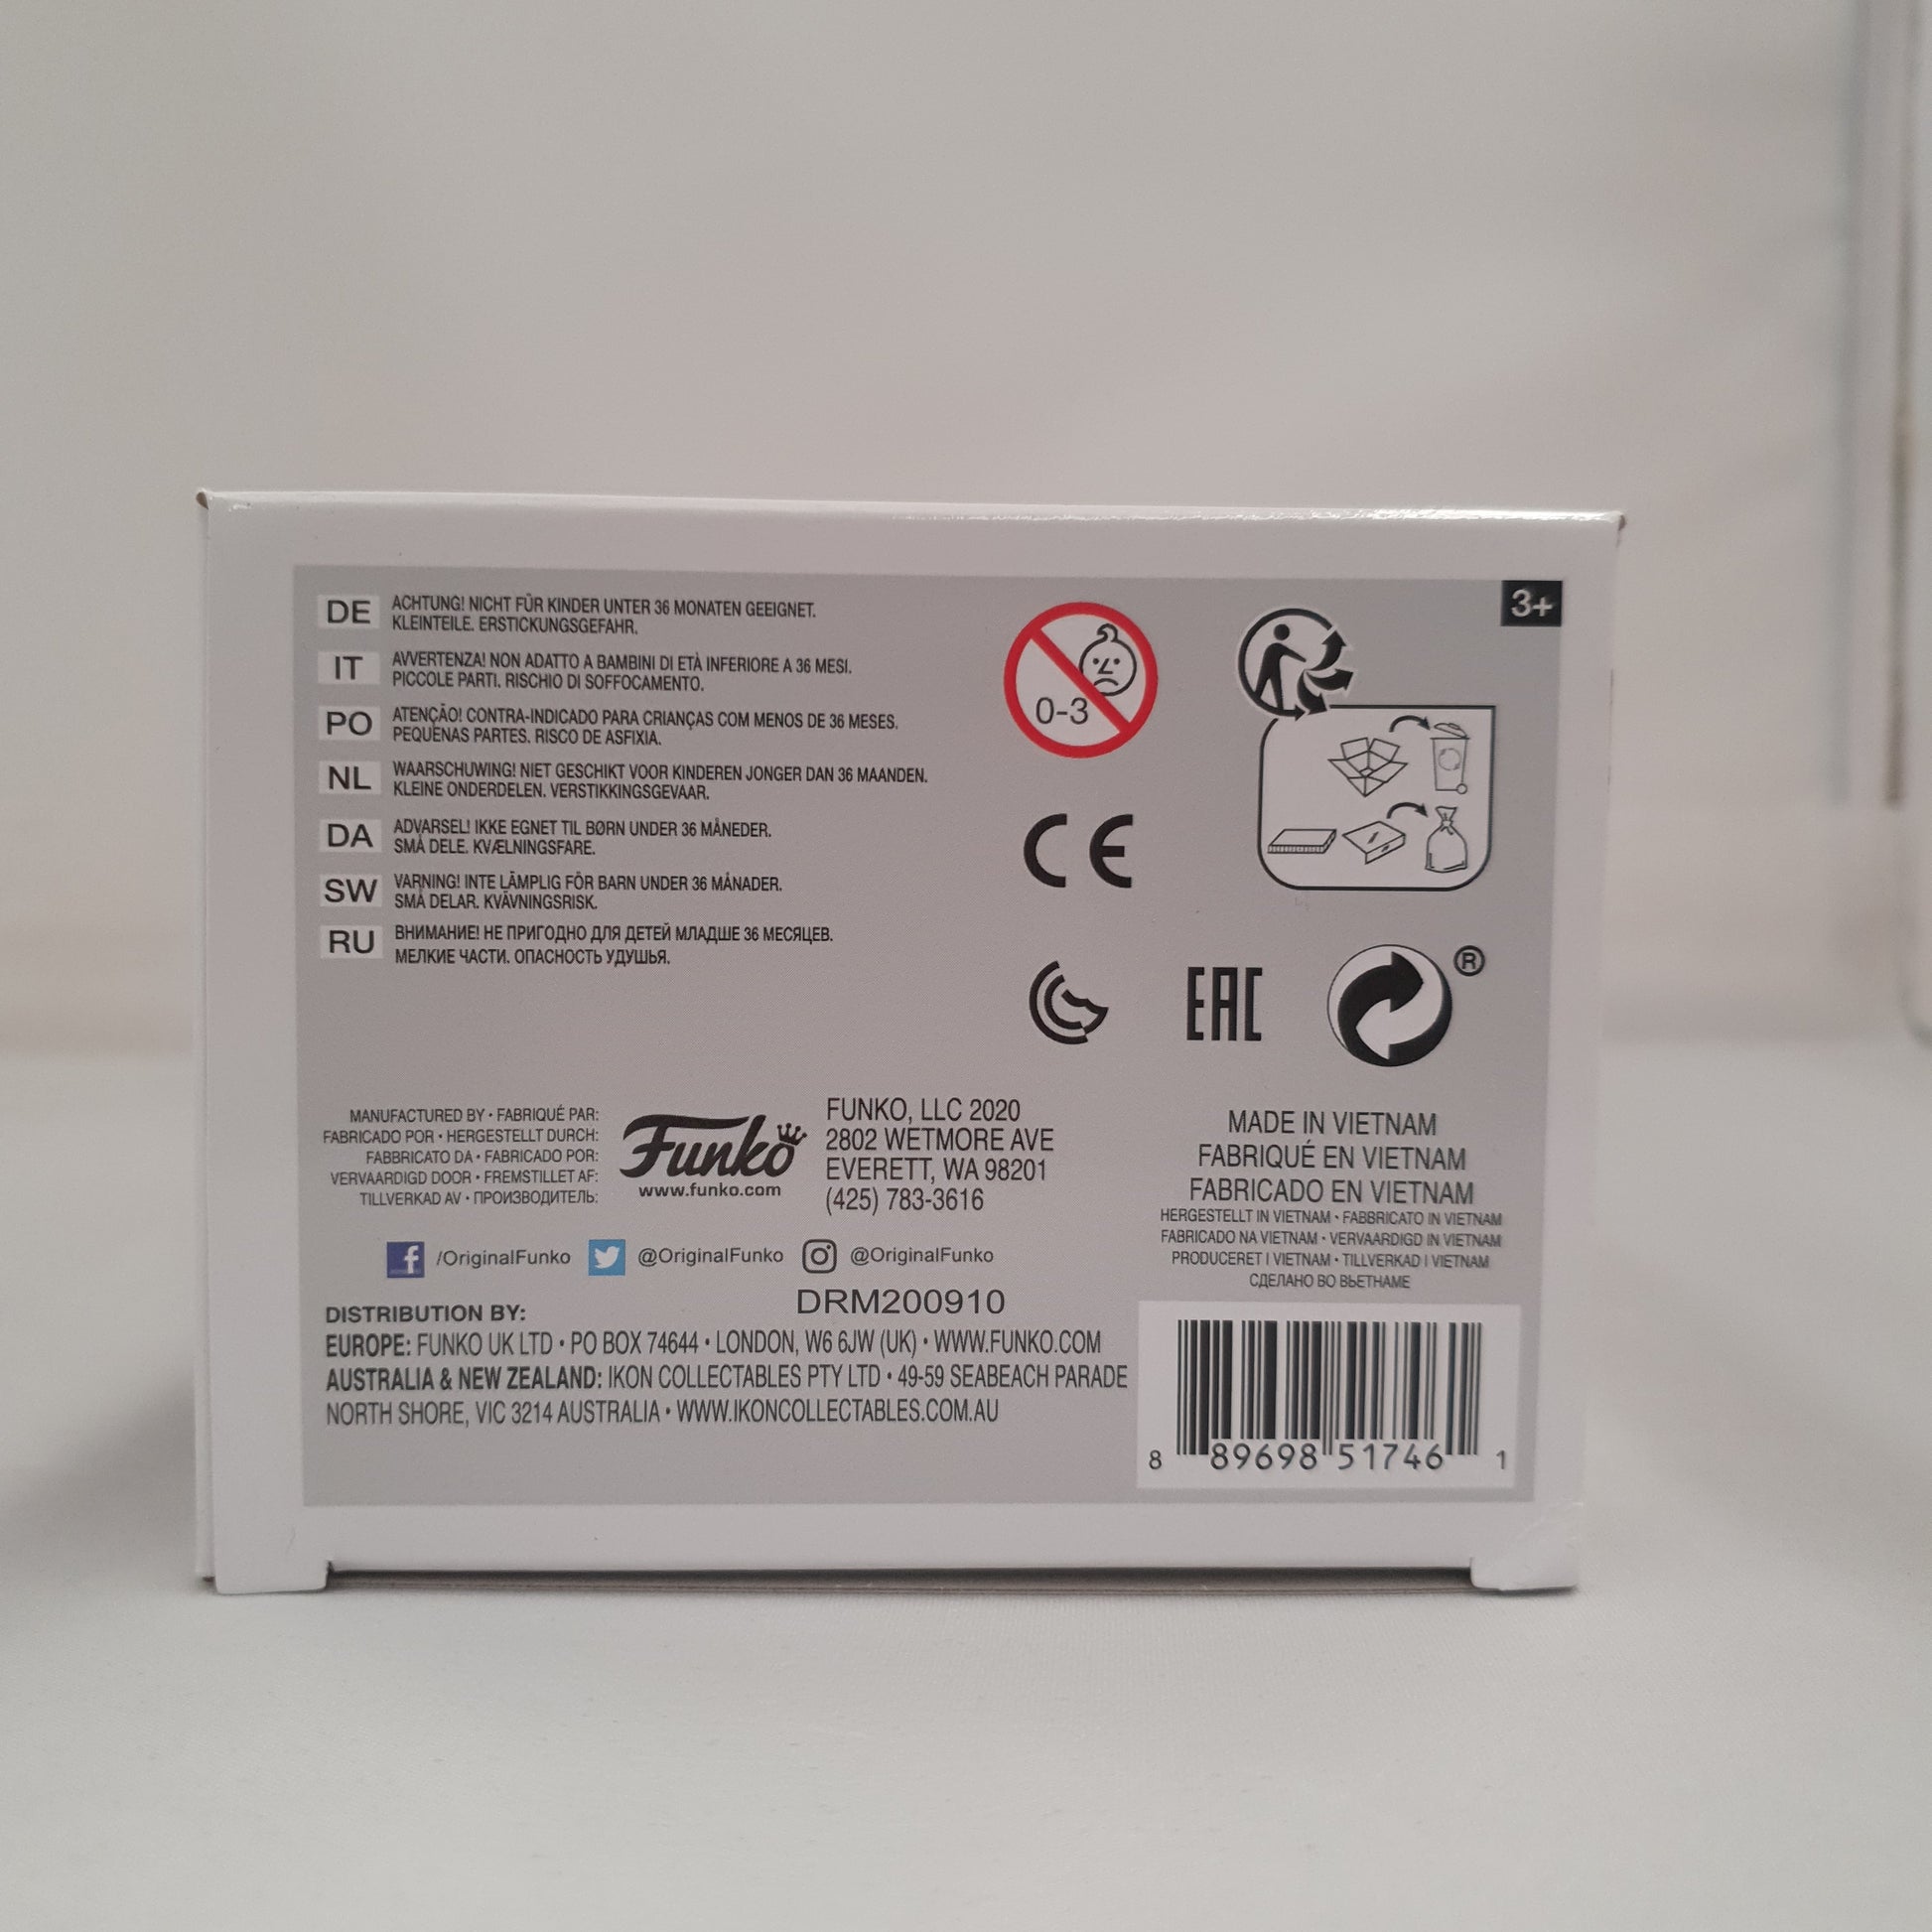 3+
DE ACHTUNG! NICHT FÜR KINDER UNTER 36 MONATEN GEEIGNET.
KLEINTEILE. ERSTICKUNGSGEFAHR.
IT AVVERTENZA! NON ADATTO A BAMBINI DI ETÀ INFERIORE A 36 MESI.
PICCOLE PARTI. RISCHIO DI SOFFOCAMENTO.
PO ATENÇÃO! CONTRA-INDICADO PARA CRIANÇAS COM MENOS DE 36 MESES.
PEQUENAS PARTES. RISCO DE ASFIXIA.
NL WAARSCHUWING! NIET GESCHIKT VOOR KINDEREN JONGER DAN 36 MAANDEN.
KLEINE ONDERDELEN. VERSTIKKINGSGEVAAR.
DA ADVARSEL! IKKE EGNET TIL BØRN UNDER 36 MÅNEDER.
SMÅ DELE. KVÆLNINGSFARE.
SW VARNING! INTE LÄMPLIG FÖR BARN UNDER 36 MÅNADER.
SMÅ DELAR. KVÄVNINGSRISK.
RU ВНИМАНИЕ! НЕ ПРИГОДНО ДЛЯ ДЕТЕЙ МЛАДШЕ 36 МЕСЯЦЕВ.
МЕЛКИЕ ЧАСТИ. ОПАСНОСТЬ УДУШЬЯ.
0-3
CE
EAC
®
MANUFACTURED BY • FABRIQUÉ PAR:
FABRICADO POR • HERGESTELLT DURCH:
FABBRICATO DA • FABRICADO POR:
VERVAARDIGD DOOR • FREMSTILLET AF:
TILLVERKAD AV • ПРОИЗВОДИТЕЛЬ:
Funko
www.funko.com
FUNKO, LLC 2020
2802 WETMORE AVE
EVERETT, WA 98201
(425) 783-3616
/OriginalFunko @OriginalFunko @OriginalFunko
DRM200910
DISTRIBUTION BY:
EUROPE: FUNKO UK LTD • PO BOX 74644 • LONDON, W6 6JW (UK) • WWW.FUNKO.COM
AUSTRALIA & NEW ZEALAND: IKON COLLECTABLES PTY LTD • 49-59 SEABEACH PARADE
NORTH SHORE, VIC 3214 AUSTRALIA • WWW.IKONCOLLECTABLES.COM.AU
MADE IN VIETNAM
FABRIQUÉ EN VIETNAM
FABRICADO EN VIETNAM
HERGESTELLT IN VIETNAM • FABBRICATO IN VIETNAM
FABRICADO NA VIETNAM • VERVAARDIGD IN VIETNAM
PRODUCERET I VIETNAM • TILLVERKAD I VIETNAM
СДЕЛАНО ВО ВЬЕТНАМЕ
8 89698 51746 1